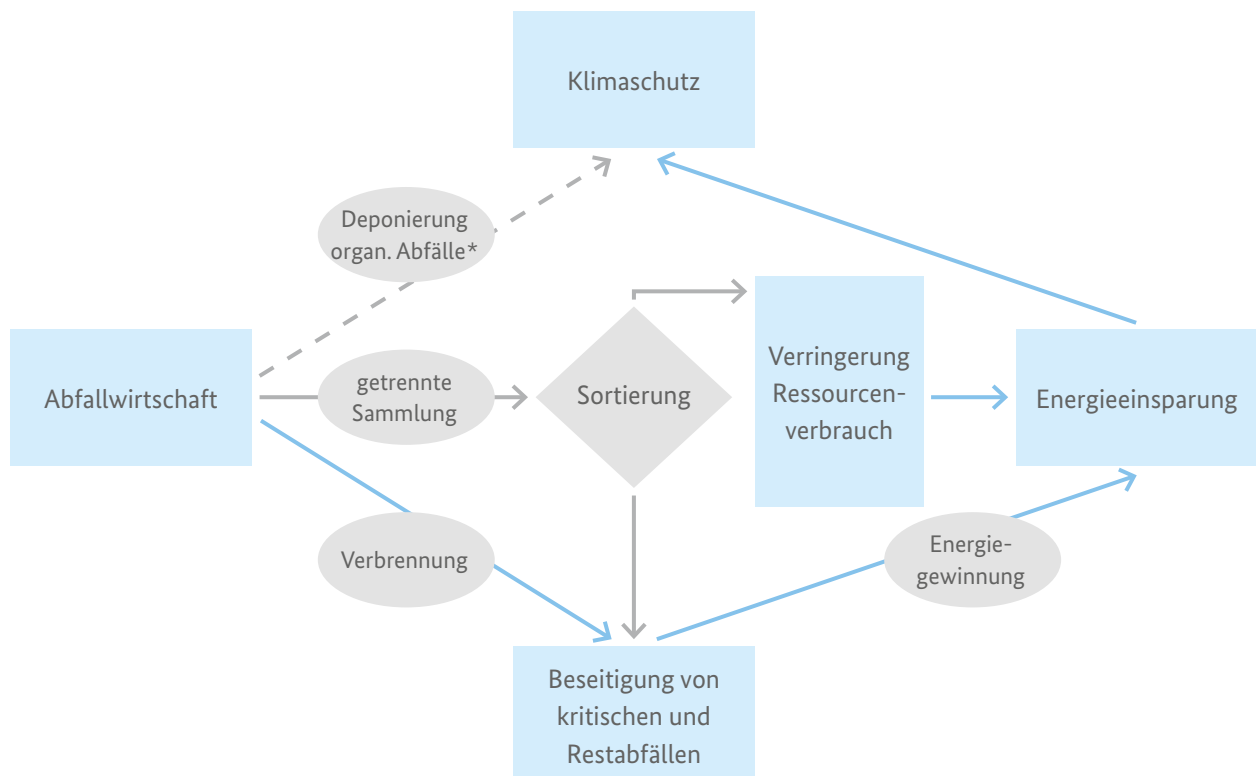 Klimaschutz
Deponierung
organ. Abfälle*
Abfallwirtschaft
getrennte
Sammlung
Sortierung
Verringerung
Ressourcen-
verbrauch
Energieeinsparung
Verbrennung
Energie-
gewinnung
Beseitigung von
kritischen und
Restabfällen